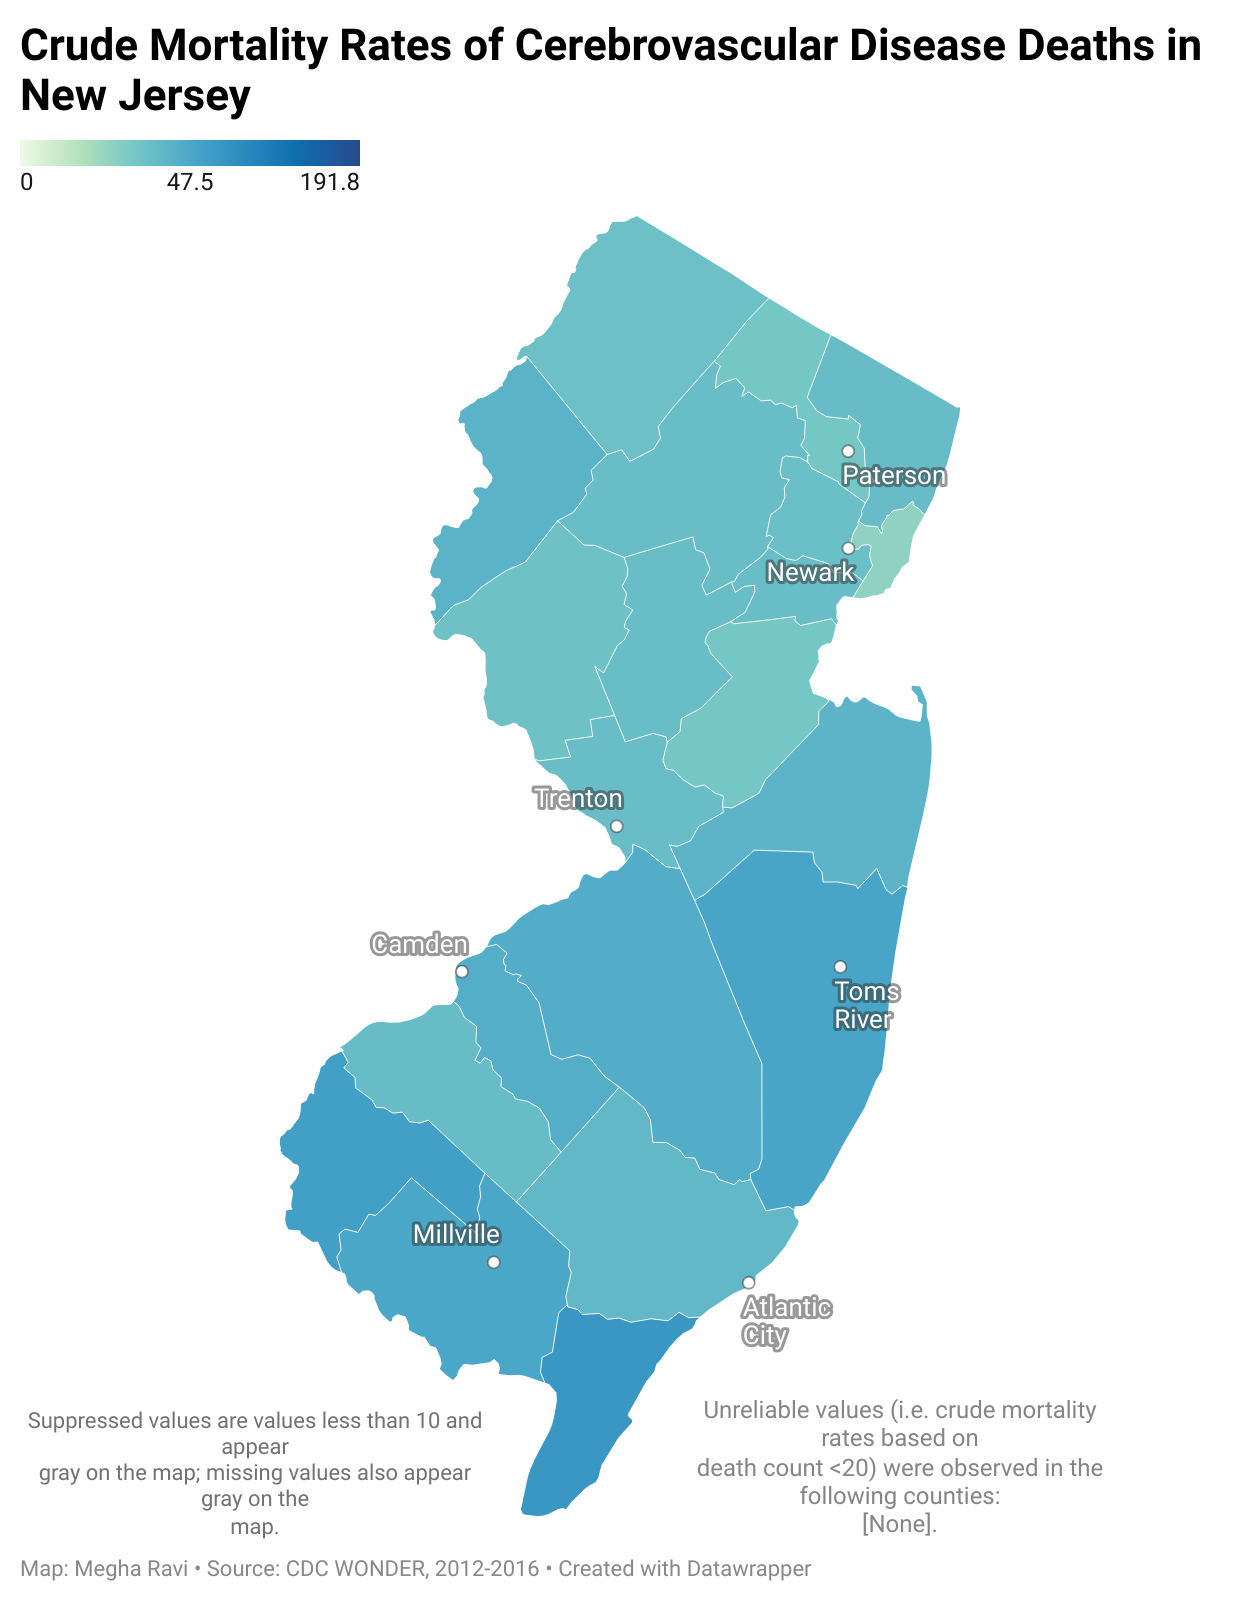 Crude Mortality Rates of Cerebrovascular Disease Deaths in
New Jersey
0 47.5 191.8
Paterson
Newark
Trenton
Camden
Toms
River
Millville
Atlantic
City
Suppressed values are values less than 10 and
appear
gray on the map; missing values also appear
gray on the
map.
Unreliable values (i.e. crude mortality
rates based on
death count <20) were observed in the
following counties:
[None].
Map: Megha Ravi • Source: CDC WONDER, 2012-2016 • Created with Datawrapper